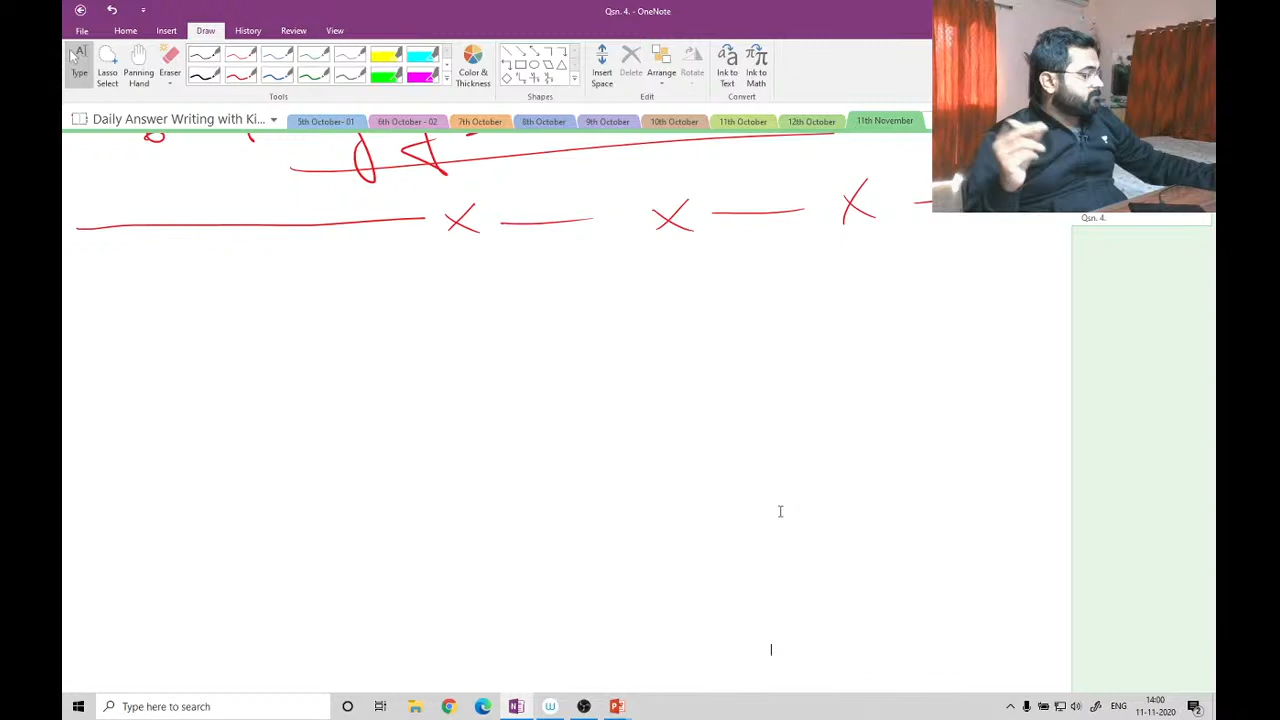 Qsn. 4. - OneNote
File Home Insert Draw History Review View
Type
Lasso Select
Panning Hand
Eraser
Color & Thickness
Insert Space
Delete
Arrange
Rotate
Ink to Text
Ink to Math
Tools
Shapes
Edit
Convert
Daily Answer Writing with Ki...
5th October- 01
6th October - 02
7th October
8th October
9th October
10th October
11th October
12th October
11th November
x x x
Qsn. 4.
Type here to search
ENG
14:00
11-11-2020
2